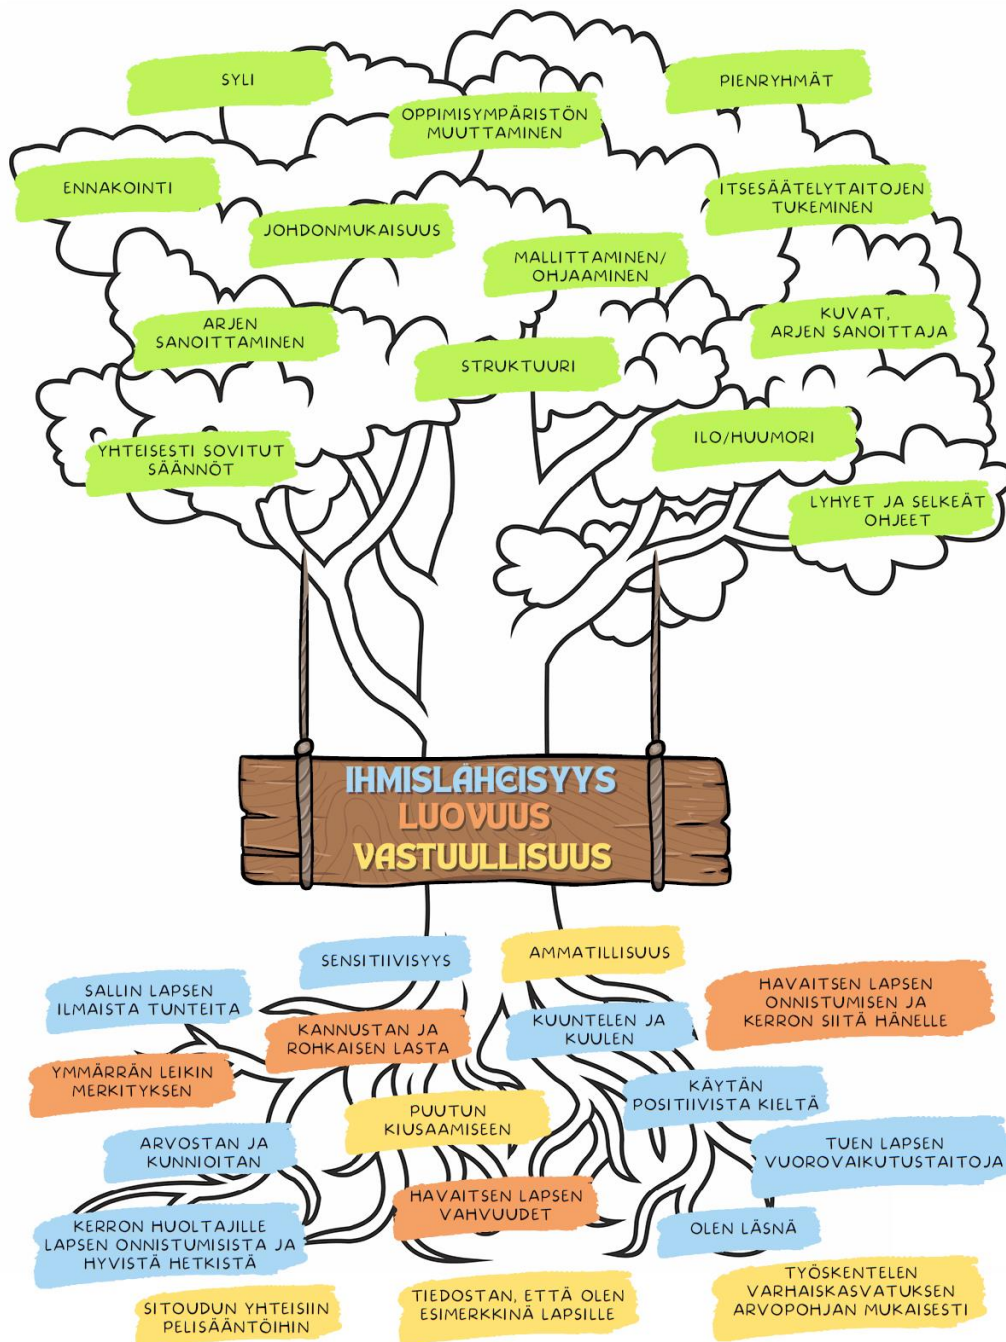 SYLI
PIENRYHMÄT
OPPIMISYMPÄRISTÖN
MUUTTAMINEN
ENNAKOINTI
ITSESÄÄTELYTAITOJEN
TUKEMINEN
JOHDONMUKAISUUS
MALLITTAMINEN/
OHJAAMINEN
ARJEN
SANOITTAMINEN
KUVAT,
ARJEN SANOITTAJA
STRUKTUURI
YHTEISESTI SOVITUT
SÄÄNNÖT
ILO/HUUMORI
LYHYET JA SELKEÄT
OHJEET
IHMISLÄHEISYYS
LUOVUUS
VASTUULLISUUS
SENSITIIVISYYS
AMMATILLISUUS
SALLIN LAPSEN
ILMAISTA TUNTEITA
HAVAITSEN LAPSEN
ONNISTUMISEN JA
KERRON SIITÄ HÄNELLE
KANNUSTAN JA
ROHKAISEN LASTA
KUUNTELEN JA
KUULEN
YMMÄRRÄN LEIKIN
MERKITYKSEN
KÄYTÄN
POSITIIVISTA KIELTÄ
PUUTUN
KIUSAAMISEEN
ARVOSTAN JA
KUNNIOITAN
TUEN LAPSEN
VUOROVAIKUTUSTAITOJA
HAVAITSEN LAPSEN
VAHVUUDET
KERRON HUOLTAJILLE
LAPSEN ONNISTUMISISTA JA
HYVISTÄ HETKISTÄ
OLEN LÄSNÄ
SITOUDUN YHTEISIIN
PELISÄÄNTÖIHIN
TIEDOSTAN, ETTÄ OLEN
ESIMERKKINÄ LAPSILLE
TYÖSKENTELEN
VARHAISKASVATUKSEN
ARVOPOHJAN MUKAISESTI